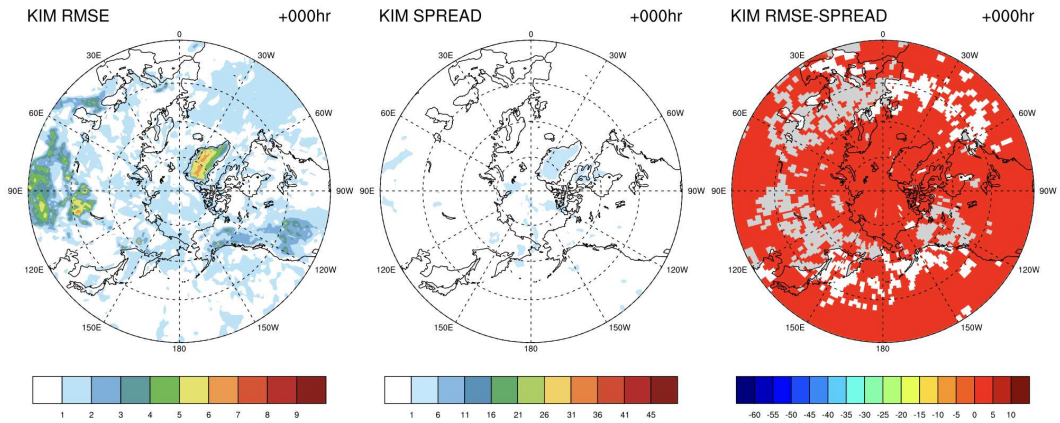 KIM RMSE +000hr
0
30E 30W
60E 60W
90E 90W
120E 120W
150E 150W
180
1 2 3 4 5 6 7 8 9
KIM SPREAD +000hr
0
30E 30W
60E 60W
90E 90W
120E 120W
150E 150W
180
1 6 11 16 21 26 31 36 41 45
KIM RMSE-SPREAD +000hr
0
30E 30W
60E 60W
90E 90W
120E 120W
150E 150W
180
-60 -55 -50 -45 -40 -35 -30 -25 -20 -15 -10 -5 0 5 10